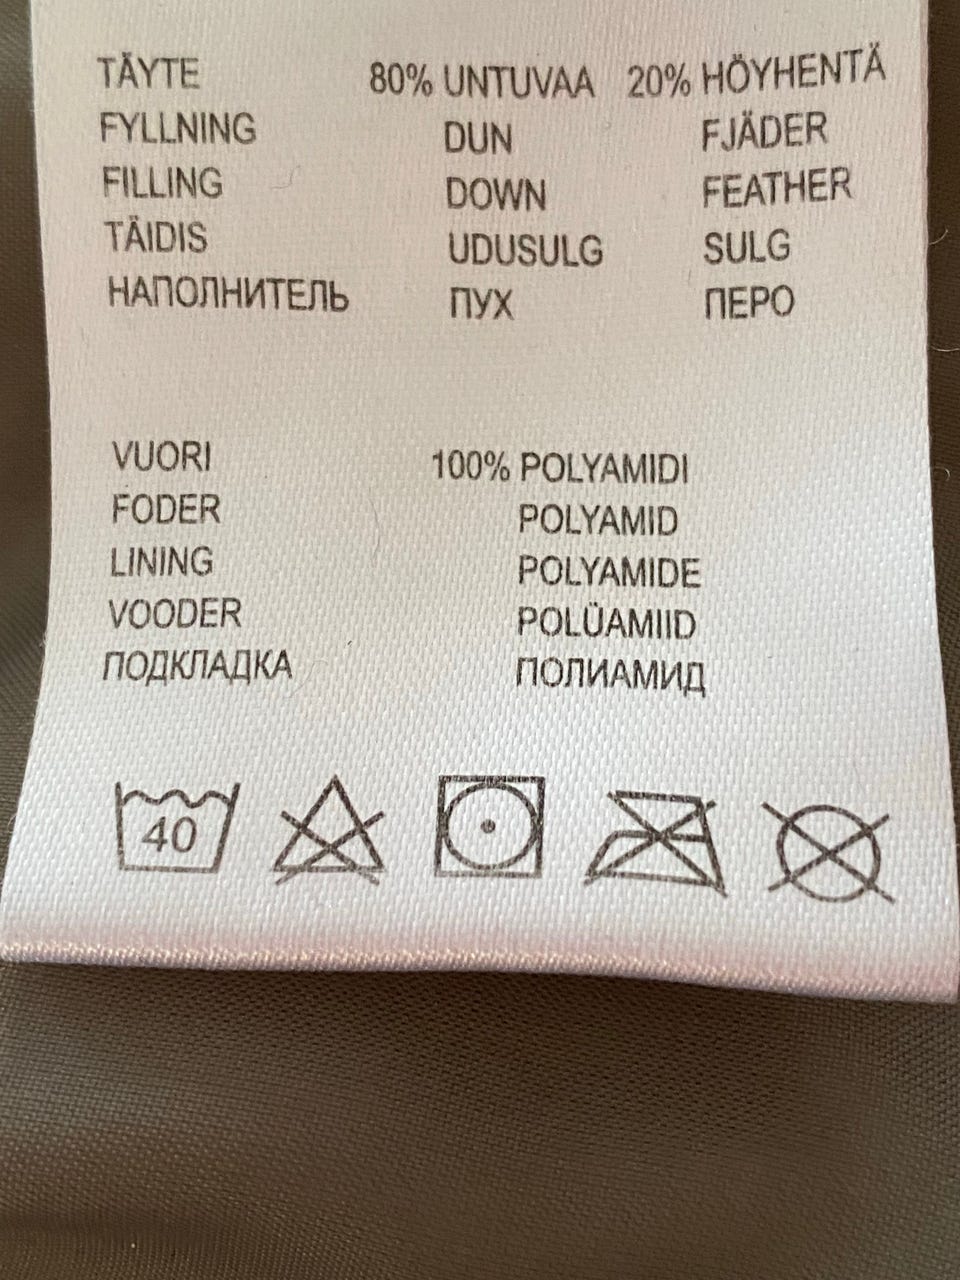 TÄYTE 80% UNTUVAA 20% HÖYHENTÄ
FYLLNING DUN FJÄDER
FILLING DOWN FEATHER
TÄIDIS UDUSULG SULG
НАПОЛНИТЕЛЬ ПУХ ПЕРО
VUORI 100% POLYAMIDI
FODER POLYAMID
LINING POLYAMIDE
VOODER POLÜAMIID
ПОДКЛАДКА ПОЛИАМИД
40